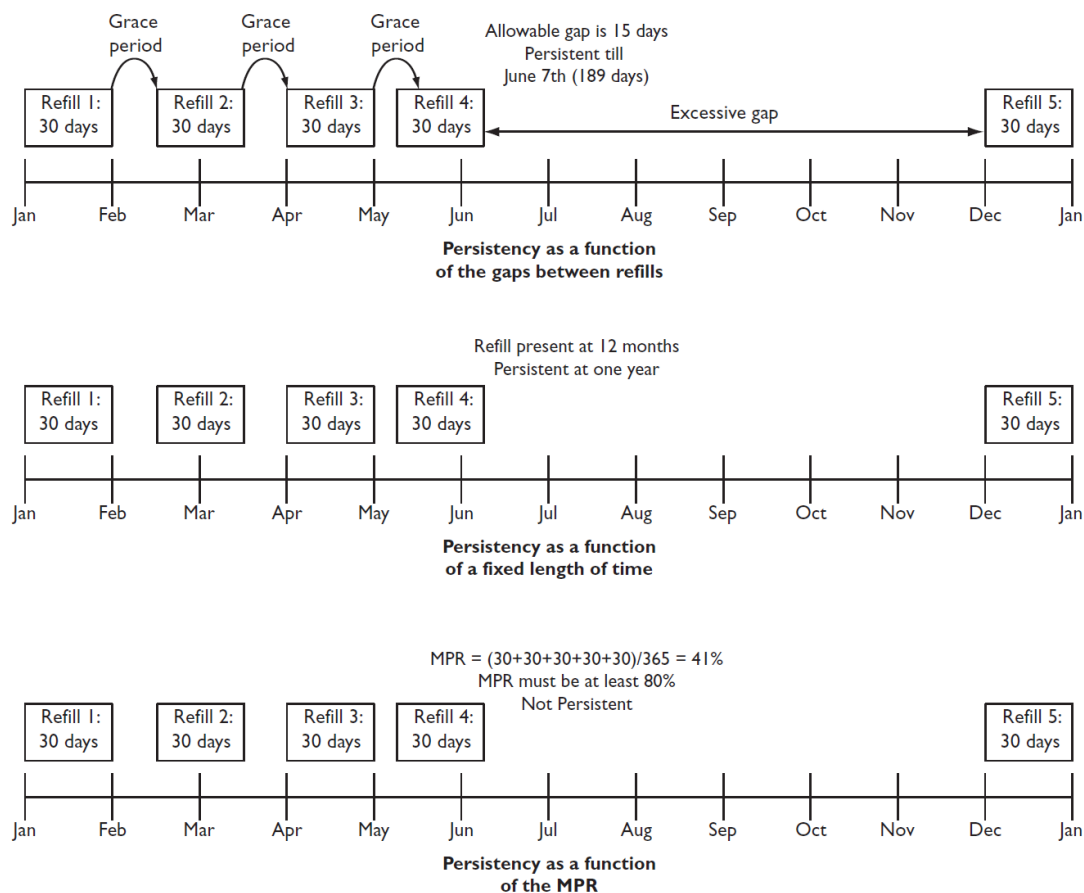 Grace
period
Grace
period
Grace
period
Allowable gap is 15 days
Persistent till
June 7th (189 days)
Refill 1:
30 days
Refill 2:
30 days
Refill 3:
30 days
Refill 4:
30 days
Excessive gap
Refill 5:
30 days
Jan Feb Mar Apr May Jun Jul Aug Sep Oct Nov Dec Jan
Persistency as a function
of the gaps between refills
Refill present at 12 months
Persistent at one year
Refill 1:
30 days
Refill 2:
30 days
Refill 3:
30 days
Refill 4:
30 days
Refill 5:
30 days
Jan Feb Mar Apr May Jun Jul Aug Sep Oct Nov Dec Jan
Persistency as a function
of a fixed length of time
MPR = (30+30+30+30+30)/365 = 41%
MPR must be at least 80%
Not Persistent
Refill 1:
30 days
Refill 2:
30 days
Refill 3:
30 days
Refill 4:
30 days
Refill 5:
30 days
Jan Feb Mar Apr May Jun Jul Aug Sep Oct Nov Dec Jan
Persistency as a function
of the MPR